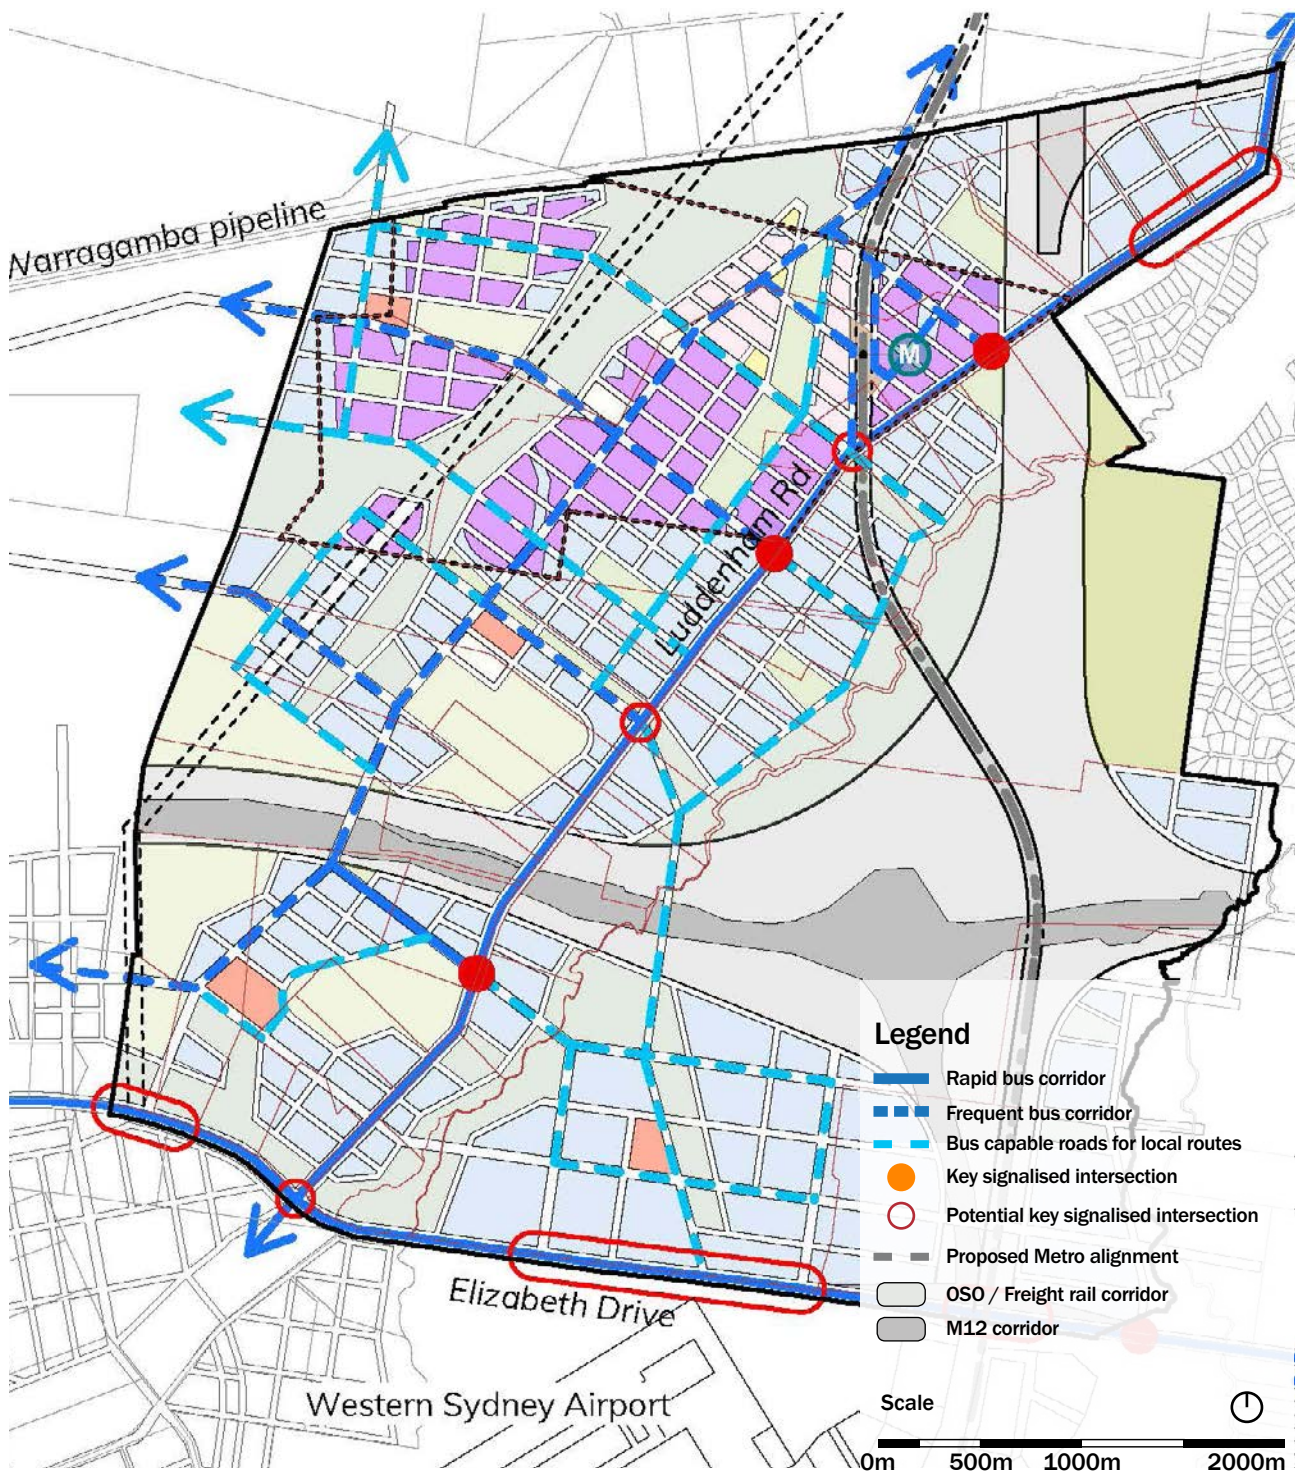 Warragamba pipeline
M
Luddenham Rd
Elizabeth Drive
Western Sydney Airport
Legend
Rapid bus corridor
Frequent bus corridor
Bus capable roads for local routes
Key signalised intersection
Potential key signalised intersection
Proposed Metro alignment
OSO / Freight rail corridor
M12 corridor
Scale
0m 500m 1000m 2000m